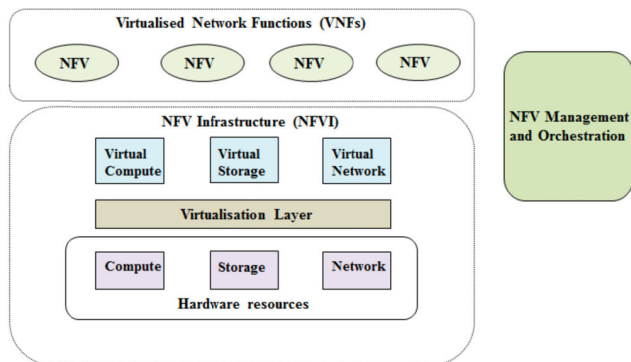 Virtualised Network Functions (VNFs)
NFV NFV NFV NFV
NFV Infrastructure (NFVI)
Virtual Compute
Virtual Storage
Virtual Network
Virtualisation Layer
Compute Storage Network
Hardware resources
NFV Management
and Orchestration